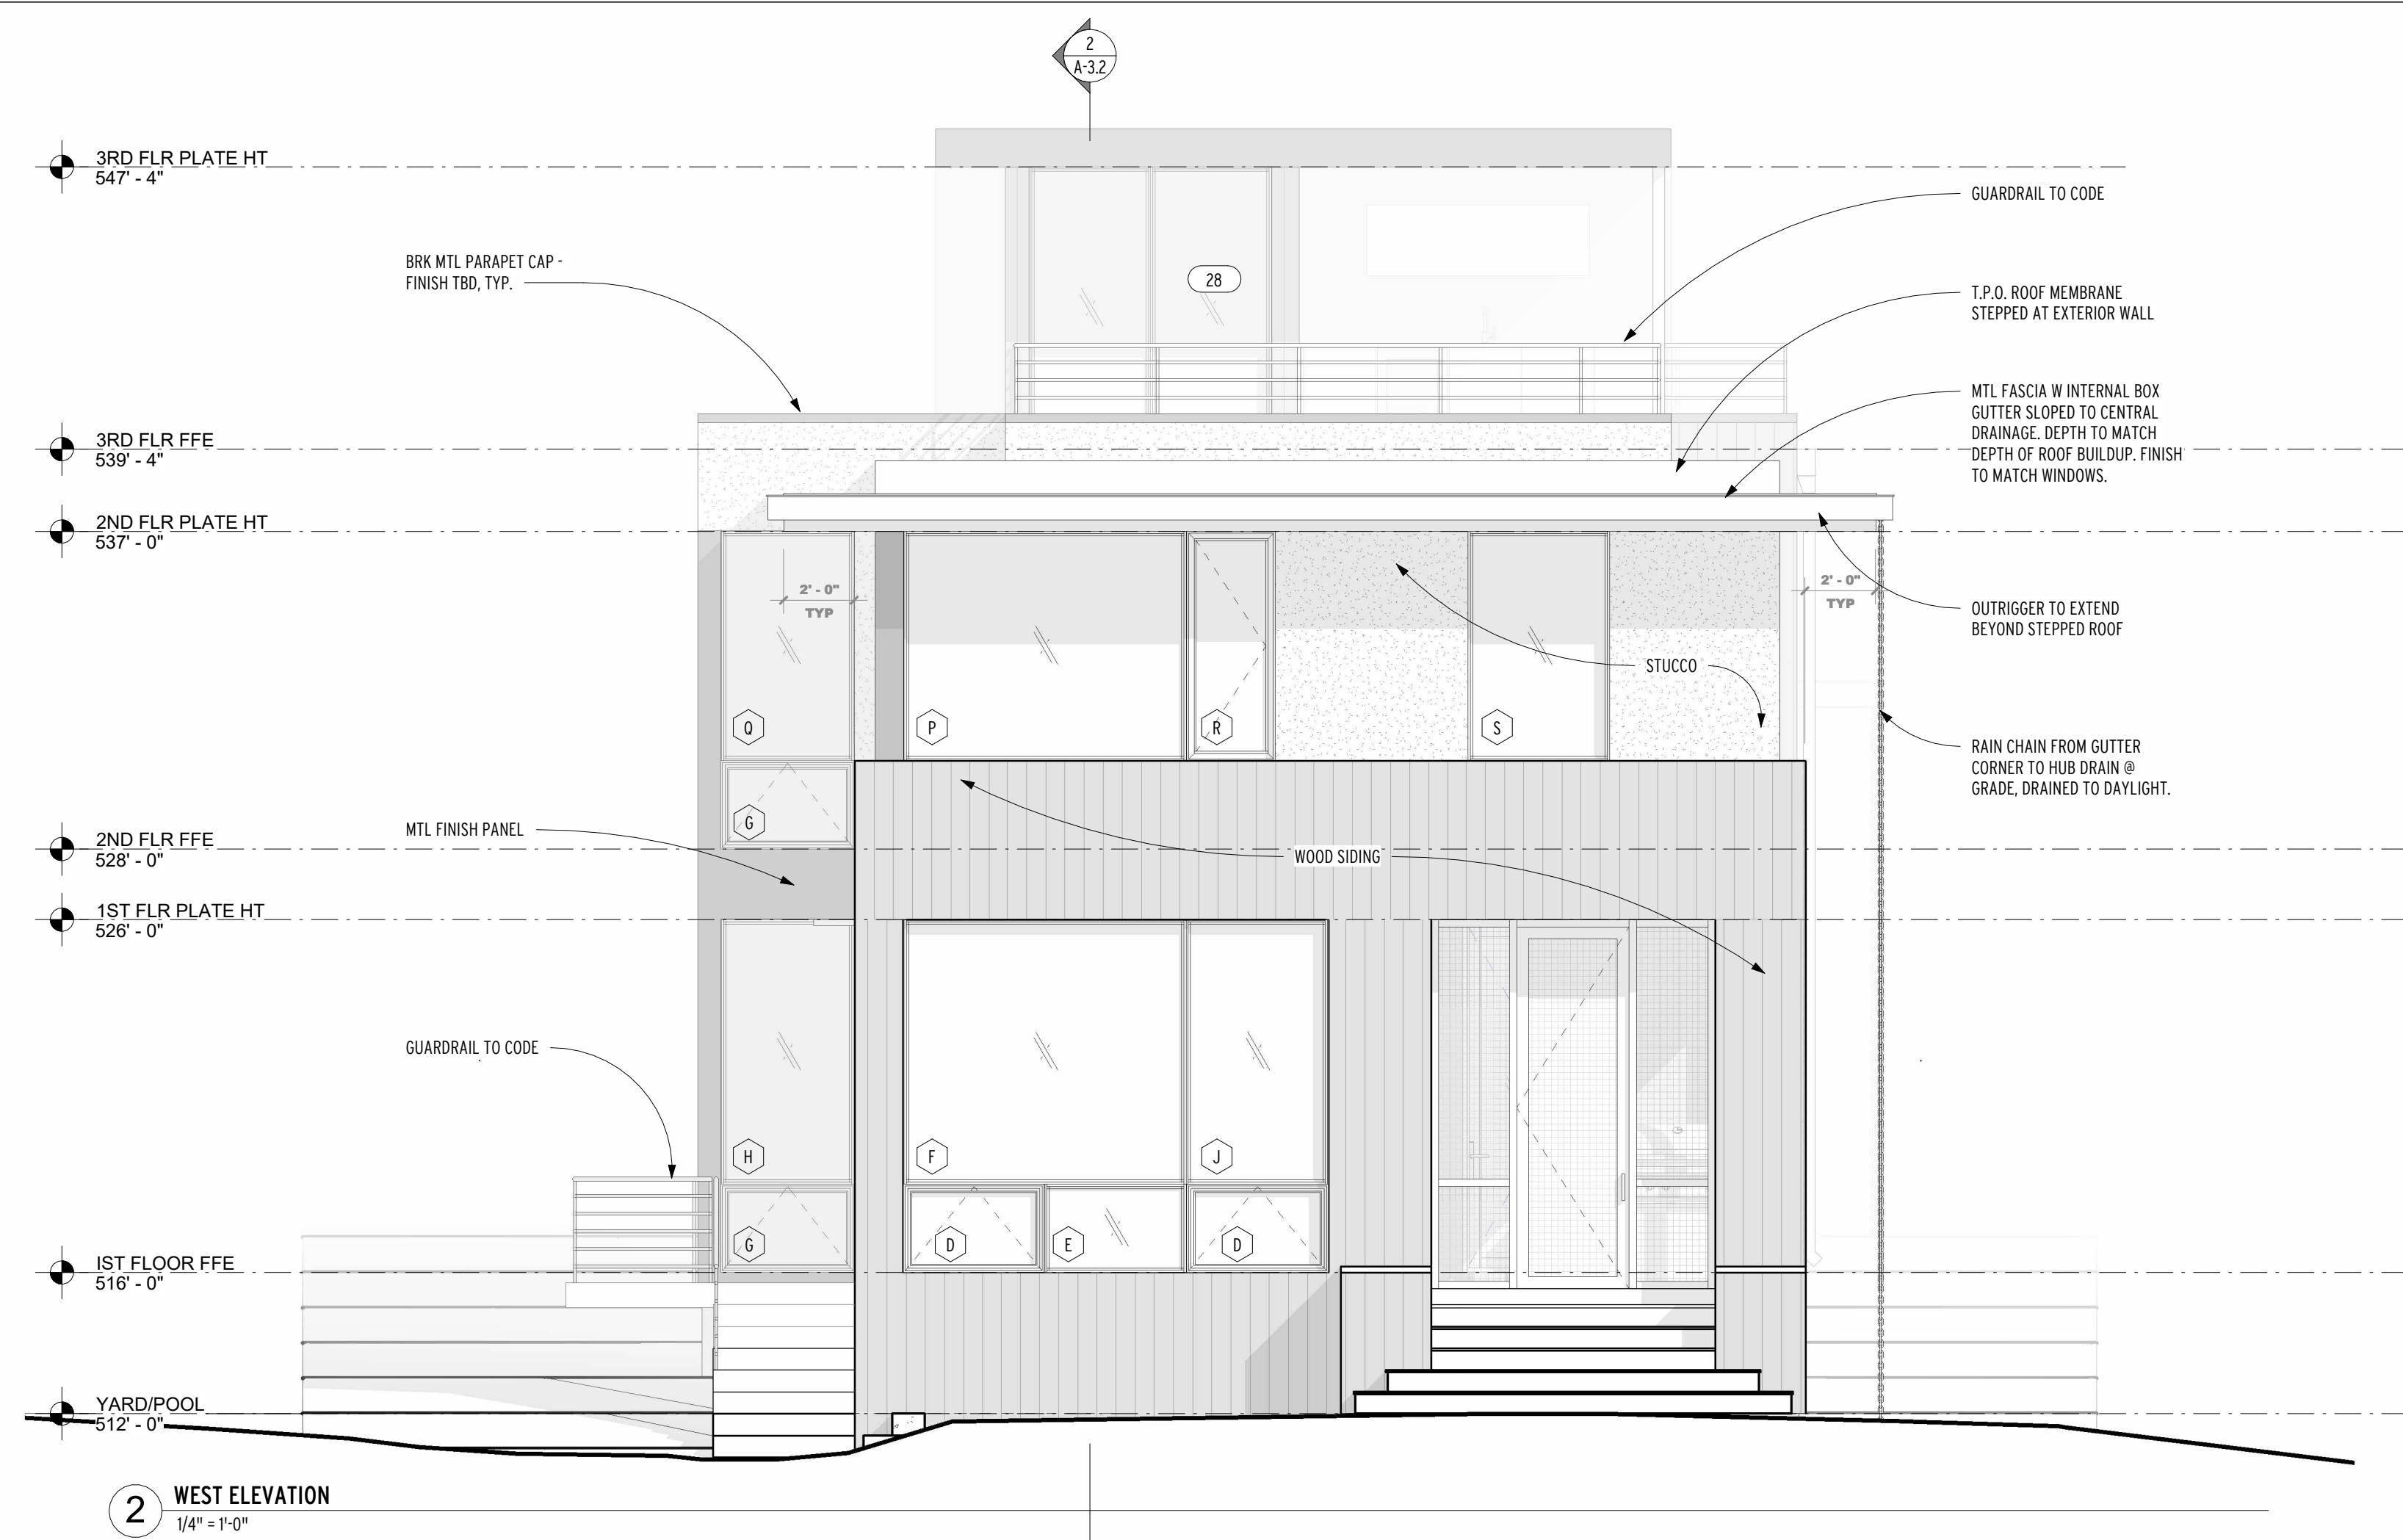 2
A-3.2
3RD FLR PLATE HT
547' - 4"
GUARDRAIL TO CODE
BRK MTL PARAPET CAP -
FINISH TBD, TYP.
28
T.P.O. ROOF MEMBRANE
STEPPED AT EXTERIOR WALL
MTL FASCIA W INTERNAL BOX
GUTTER SLOPED TO CENTRAL
DRAINAGE. DEPTH TO MATCH
DEPTH OF ROOF BUILDUP. FINISH
TO MATCH WINDOWS.
3RD FLR FFE
539' - 4"
2ND FLR PLATE HT
537' - 0"
2' - 0"
TYP
2' - 0"
TYP
OUTRIGGER TO EXTEND
BEYOND STEPPED ROOF
STUCCO
Q
P
R
S
RAIN CHAIN FROM GUTTER
CORNER TO HUB DRAIN @
GRADE, DRAINED TO DAYLIGHT.
G
MTL FINISH PANEL
2ND FLR FFE
528' - 0"
WOOD SIDING
1ST FLR PLATE HT
526' - 0"
GUARDRAIL TO CODE
H
F
J
G
D
E
D
IST FLOOR FFE
516' - 0"
YARD/POOL
512' - 0"
2
WEST ELEVATION
1/4" = 1'-0"